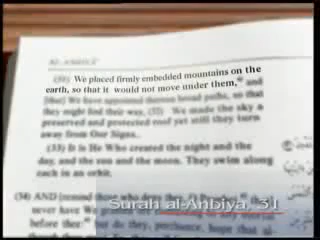 AL-ANBIYA
(31) We placed firmly embedded mountains on the
earth, so that it would not move under them, and
[that] We have appointed therein broad paths, so that
they might find their way, (32) We made the sky a
preserved and protected roof yet still they turn
away from Our Signs.
(33) It is He Who created the night and the
day, and the sun and the moon. They swim along
each in an orbit.
(34) AND [remind those who deny thee,
never have We granted life to any mortal
before thee: but do they, perchance, hope that
Surah al-Anbiya, 31